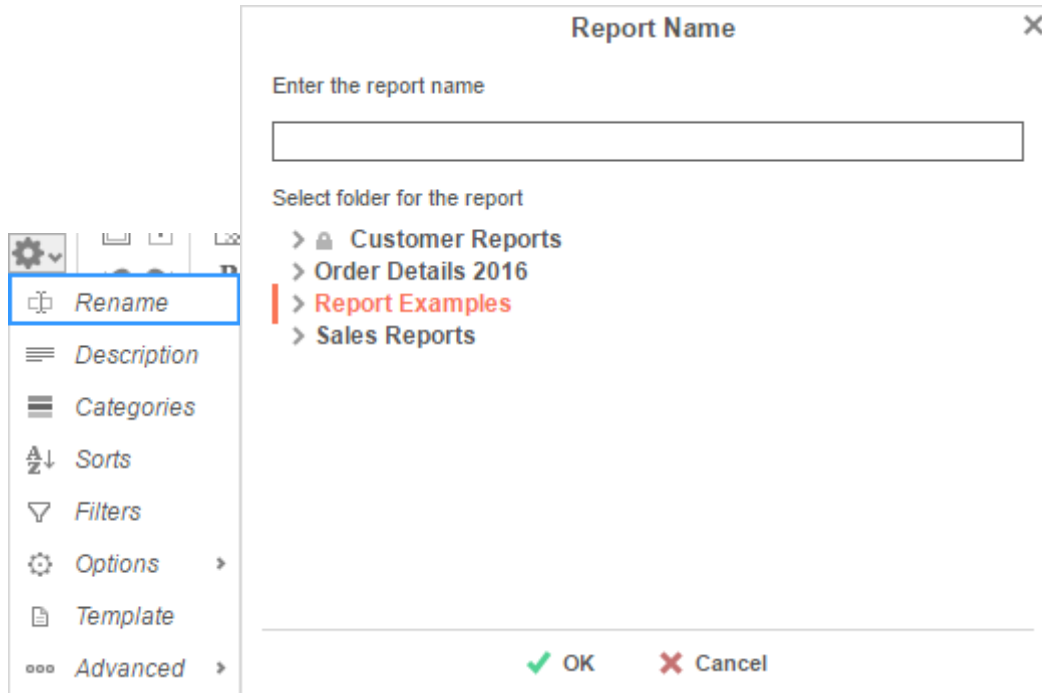 Report Name
Enter the report name
Select folder for the report
Customer Reports
Order Details 2016
Report Examples
Sales Reports
OK
Cancel
Rename
Description
Categories
Sorts
Filters
Options
Template
Advanced